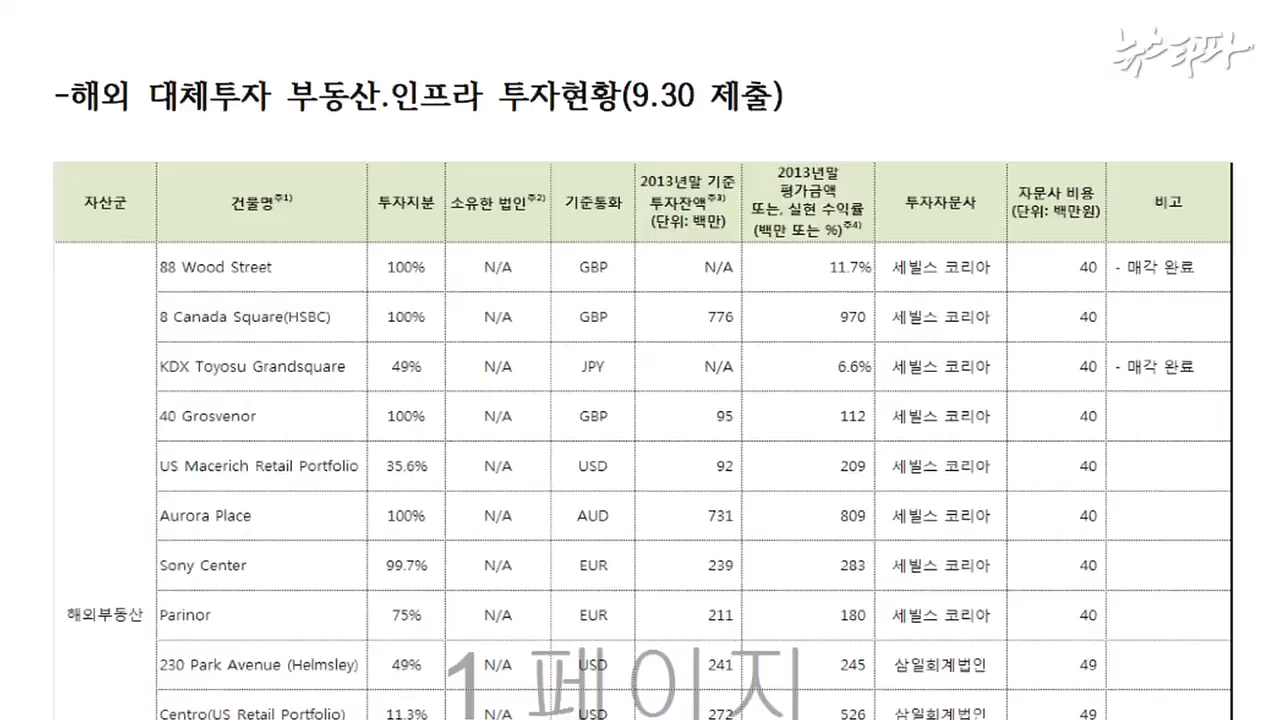 뉴스타파
-해외 대체투자 부동산.인프라 투자현황(9.30 제출)
자산군 건물명주1) 투자지분 소유한 법인주2) 기준통화 2013년말 기준 투자잔액주3) (단위: 백만) 2013년말 평가금액 또는, 실현 수익률 (백만 또는 %)주4) 투자자문사 자문사 비용 (단위: 백만원) 비고
88 Wood Street 100% N/A GBP N/A 11.7% 세빌스 코리아 40 - 매각 완료
8 Canada Square(HSBC) 100% N/A GBP 776 970 세빌스 코리아 40
KDX Toyosu Grandsquare 49% N/A JPY N/A 6.6% 세빌스 코리아 40 - 매각 완료
40 Grosvenor 100% N/A GBP 95 112 세빌스 코리아 40
US Macerich Retail Portfolio 35.6% N/A USD 92 209 세빌스 코리아 40
Aurora Place 100% N/A AUD 731 809 세빌스 코리아 40
Sony Center 99.7% N/A EUR 239 283 세빌스 코리아 40
해외부동산 Parinor 75% N/A EUR 211 180 세빌스 코리아 40
230 Park Avenue (Helmsley) 49% N/A USD 241 245 삼일회계법인 49
1 페이지
Centro(US Retail Portfolio) 11.3% N/A USD 272 526 삼일회계법인 49